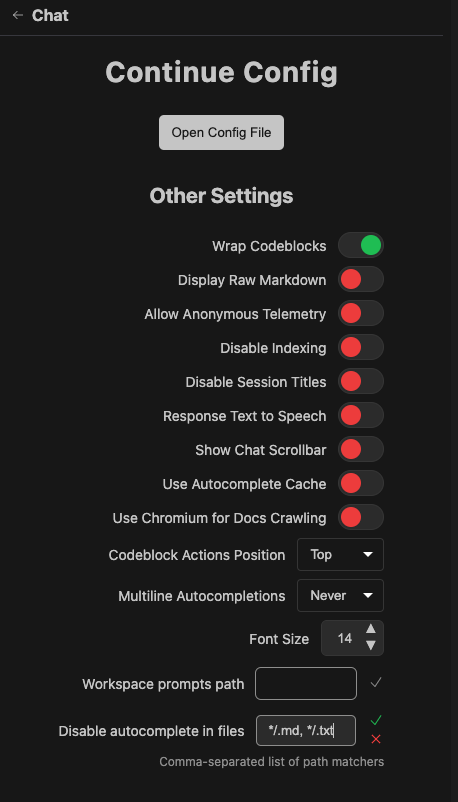 ← Chat
Continue Config
Open Config File
Other Settings
Wrap Codeblocks
Display Raw Markdown
Allow Anonymous Telemetry
Disable Indexing
Disable Session Titles
Response Text to Speech
Show Chat Scrollbar
Use Autocomplete Cache
Use Chromium for Docs Crawling
Codeblock Actions Position Top
Multiline Autocompletions Never
Font Size 14
Workspace prompts path
Disable autocomplete in files */.md, */.txt
Comma-separated list of path matchers